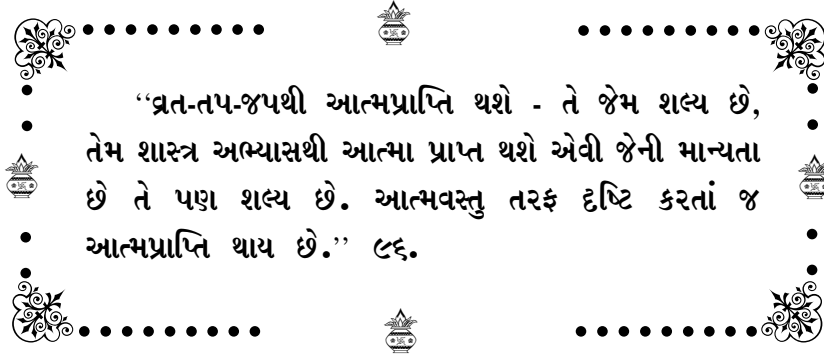 ‘‘વ્રત-તપ-જપથી આત્મપ્રાપ્તિ થશે - તે જેમ શલ્ય છે,
તેમ શાસ્ત્ર અભ્યાસથી આત્મા પ્રાપ્ત થશે એવી જેની માન્યતા
છે તે પણ શલ્ય છે. આત્મવસ્તુ તરફ દૃષ્ટિ કરતાં જ
આત્મપ્રાપ્તિ થાય છે.’’ ૯૬.